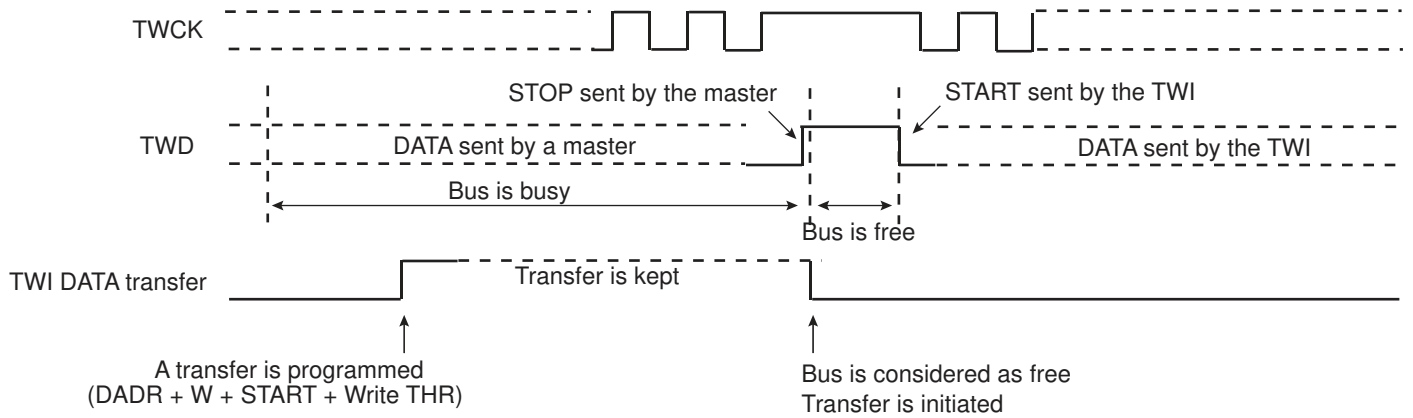 TWCK
STOP sent by the master
START sent by the TWI
TWD
DATA sent by a master
DATA sent by the TWI
Bus is busy
Bus is free
TWI DATA transfer
Transfer is kept
A transfer is programmed
(DADR + W + START + Write THR)
Bus is considered as free
Transfer is initiated